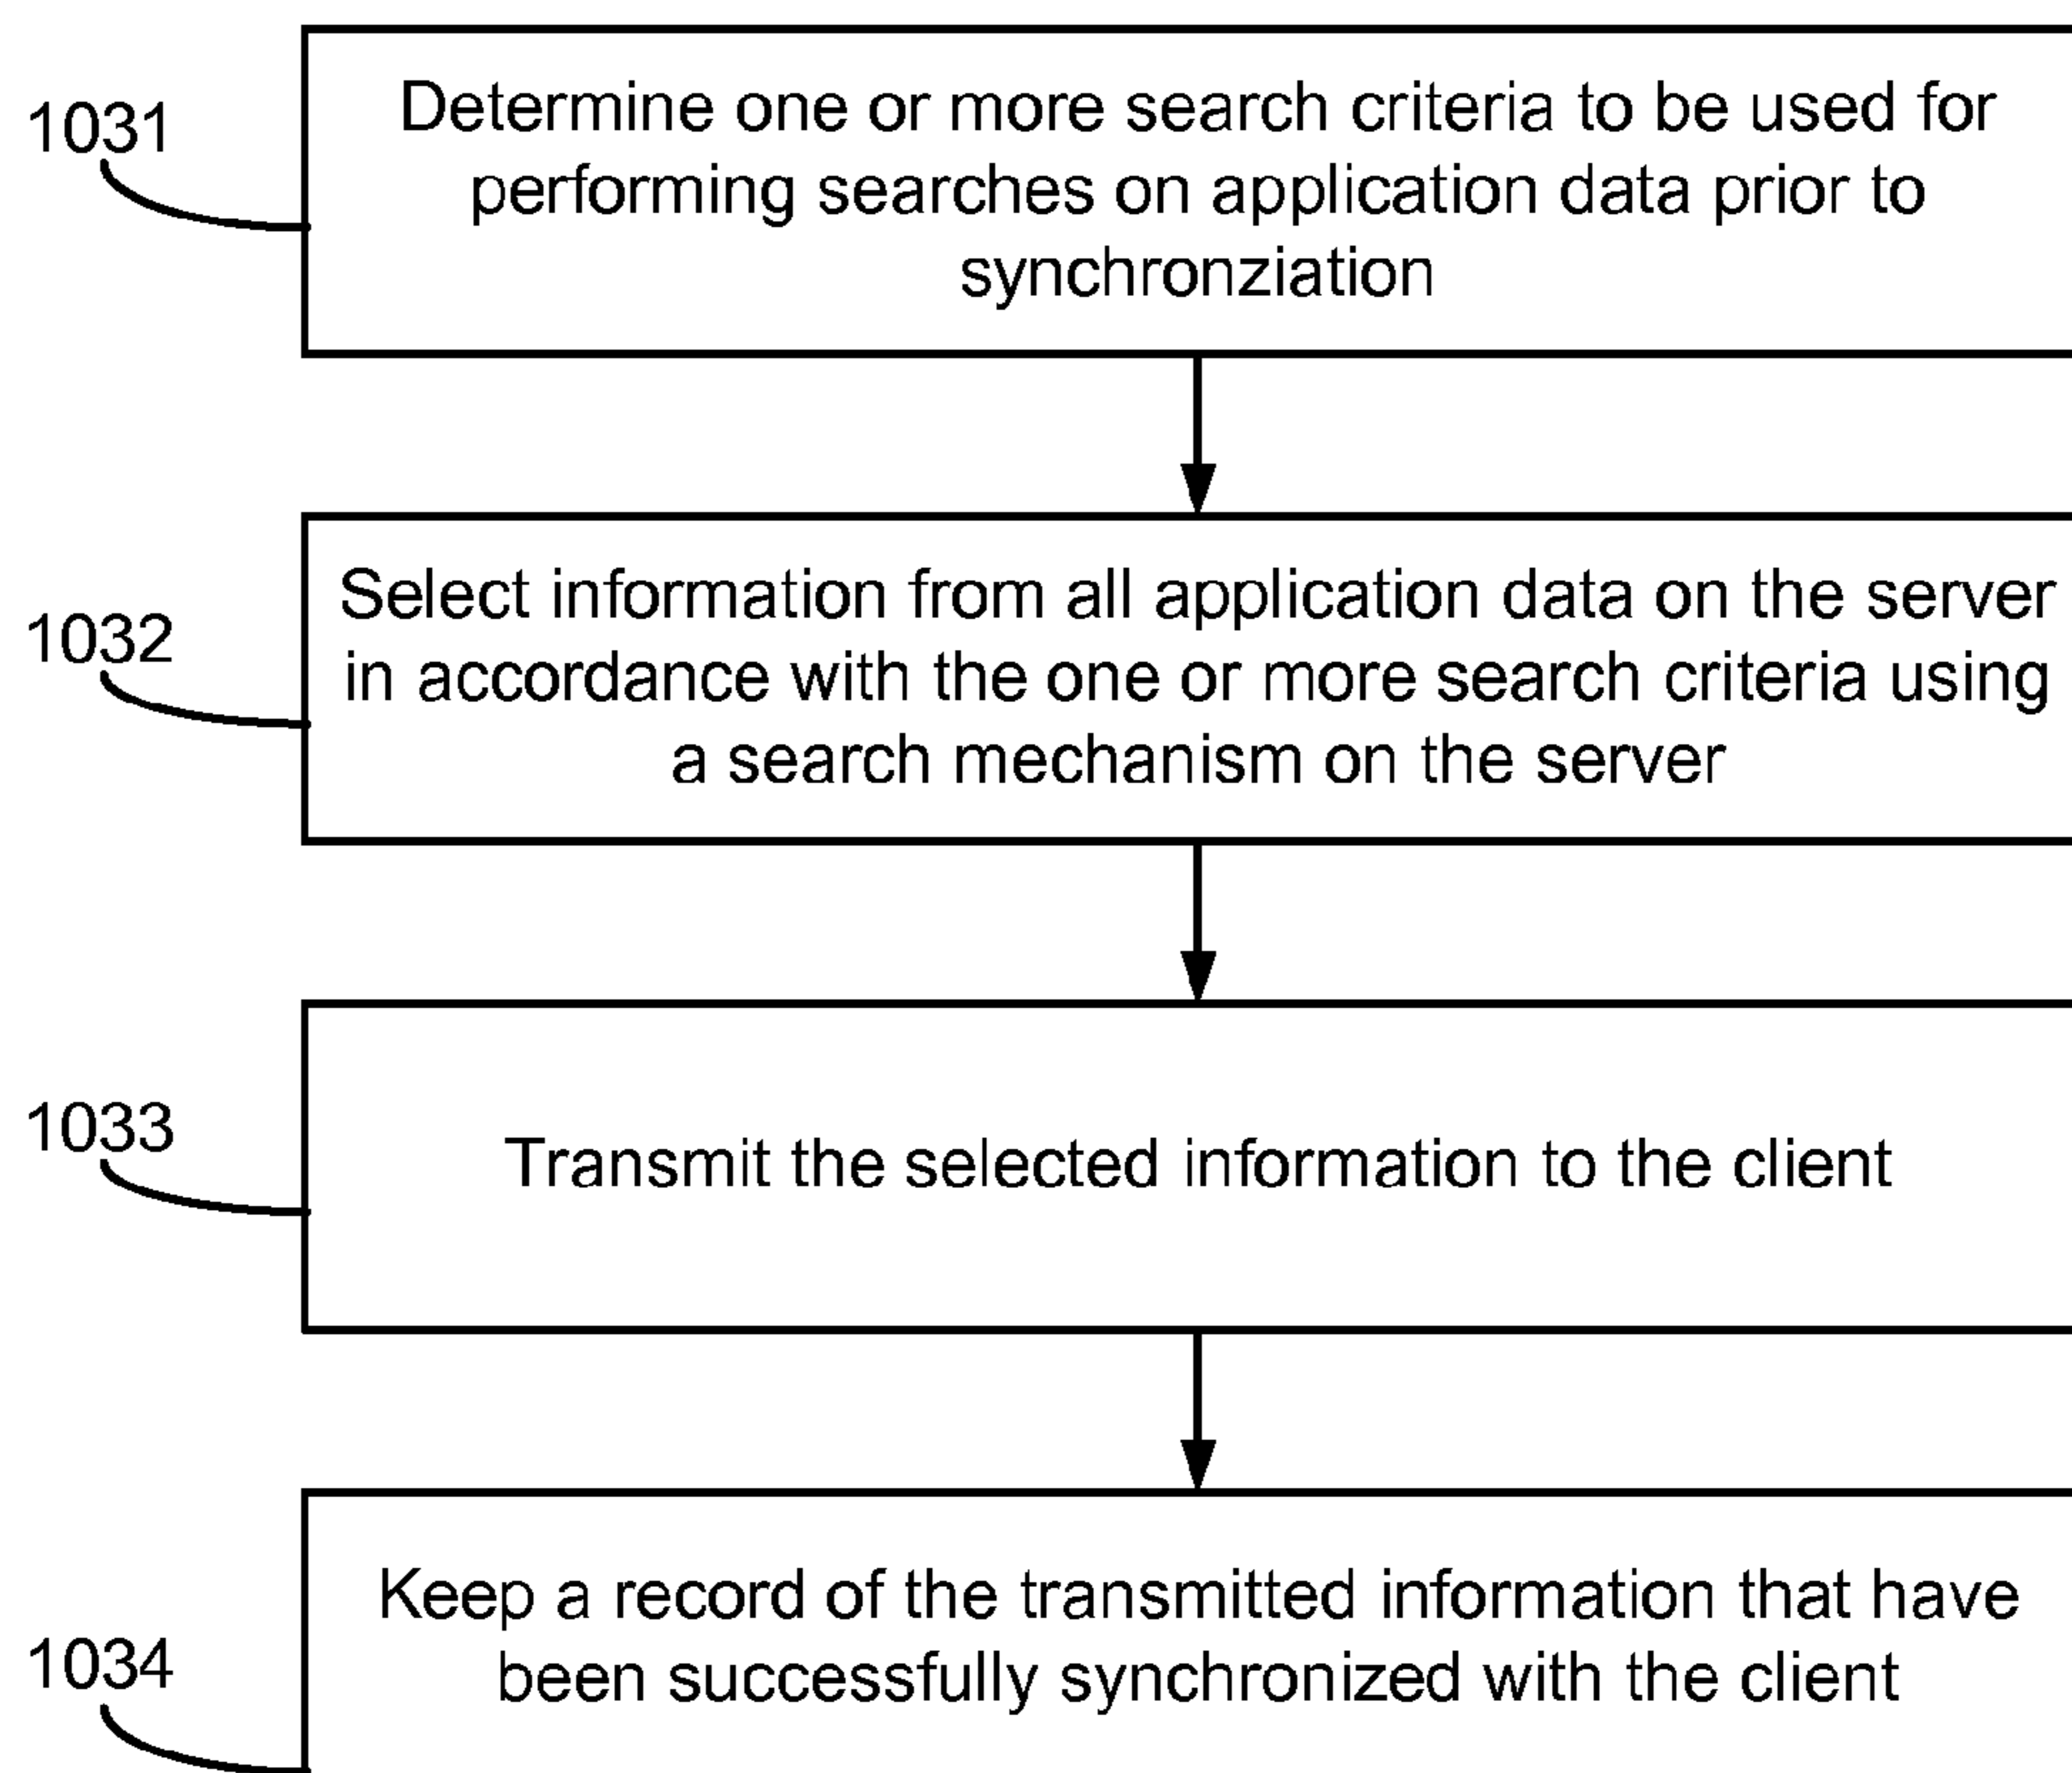 1031
Determine one or more search criteria to be used for
performing searches on application data prior to
synchronziation
1032
Select information from all application data on the server
in accordance with the one or more search criteria using
a search mechanism on the server
1033
Transmit the selected information to the client
1034
Keep a record of the transmitted information that have
been successfully synchronized with the client